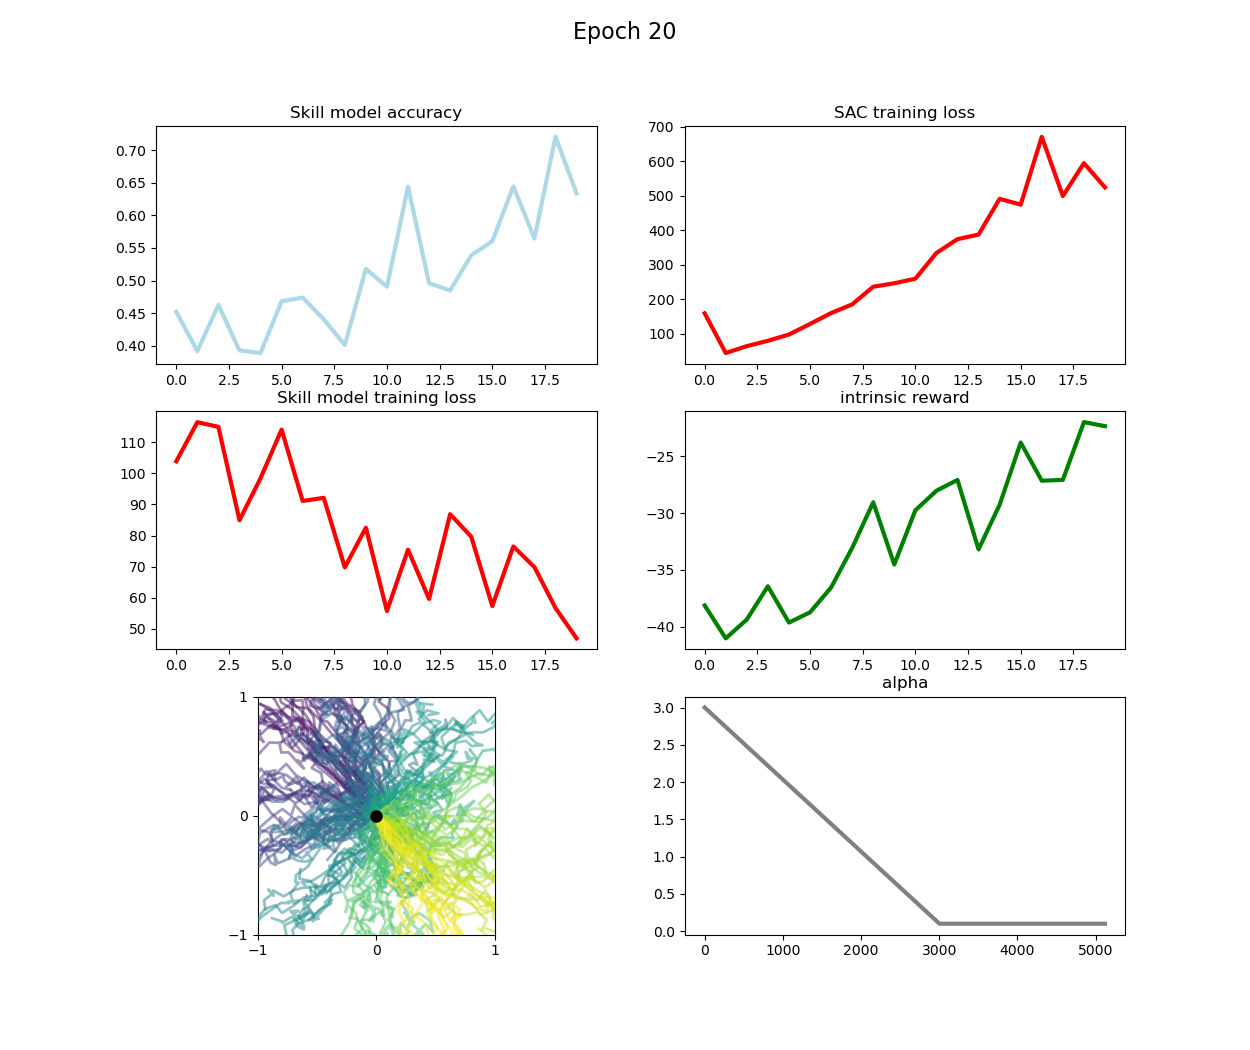 Epoch 20
Skill model accuracy
0.70
0.65
0.60
0.55
0.50
0.45
0.40
0.0 2.5 5.0 7.5 10.0 12.5 15.0 17.5
SAC training loss
700
600
500
400
300
200
100
0.0 2.5 5.0 7.5 10.0 12.5 15.0 17.5
Skill model training loss
110
100
90
80
70
60
50
0.0 2.5 5.0 7.5 10.0 12.5 15.0 17.5
intrinsic reward
−25
−30
−35
−40
0.0 2.5 5.0 7.5 10.0 12.5 15.0 17.5
1
0
−1
−1 0 1
alpha
3.0
2.5
2.0
1.5
1.0
0.5
0.0
0 1000 2000 3000 4000 5000